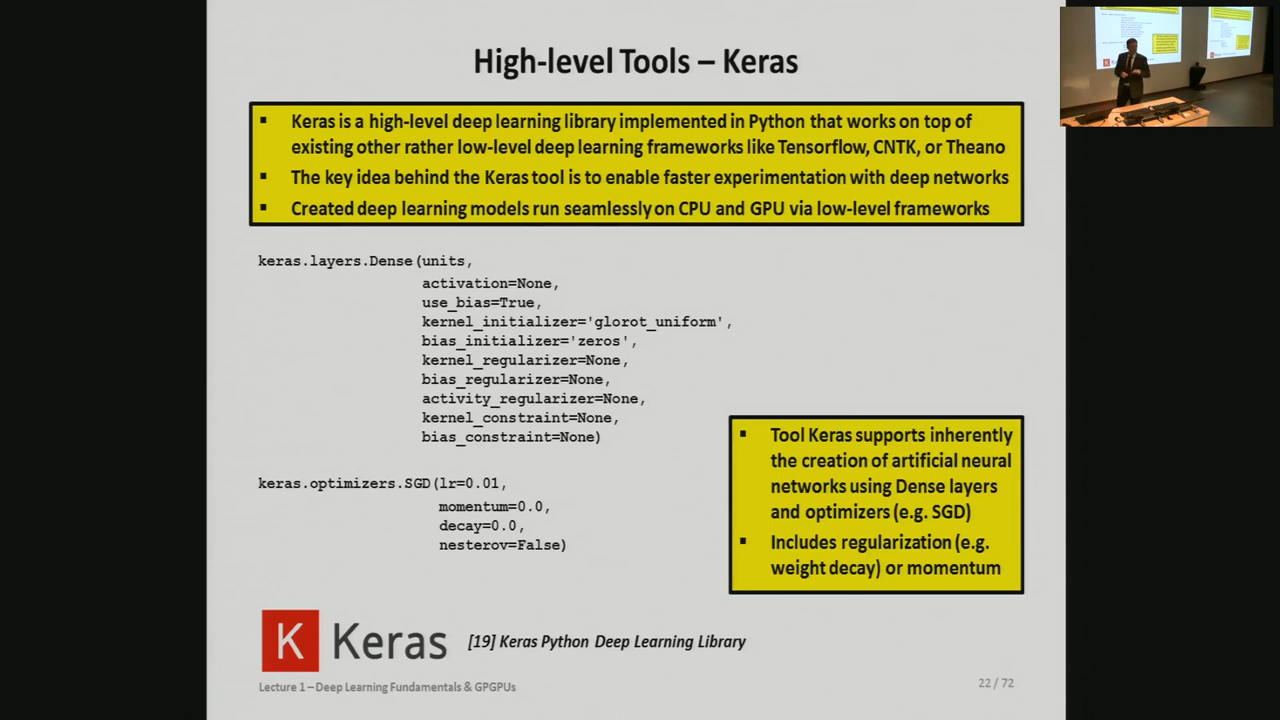 High-level Tools – Keras
▪ Keras is a high-level deep learning library implemented in Python that works on top of
existing other rather low-level deep learning frameworks like Tensorflow, CNTK, or Theano
▪ The key idea behind the Keras tool is to enable faster experimentation with deep networks
▪ Created deep learning models run seamlessly on CPU and GPU via low-level frameworks
keras.layers.Dense(units,
activation=None,
use_bias=True,
kernel_initializer='glorot_uniform',
bias_initializer='zeros',
kernel_regularizer=None,
bias_regularizer=None,
activity_regularizer=None,
kernel_constraint=None,
bias_constraint=None)
keras.optimizers.SGD(lr=0.01,
momentum=0.0,
decay=0.0,
nesterov=False)
▪ Tool Keras supports inherently
the creation of artificial neural
networks using Dense layers
and optimizers (e.g. SGD)
▪ Includes regularization (e.g.
weight decay) or momentum
K Keras [19] Keras Python Deep Learning Library
Lecture 1 – Deep Learning Fundamentals & GPGPUs
22 / 72